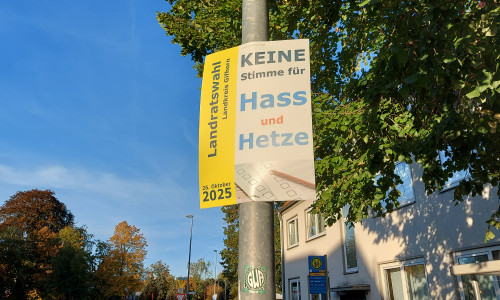 Landratswahl
Landkreis Gifhorn
26. Oktober
2025
KEINE
Stimme für
Hass
und
Hetze